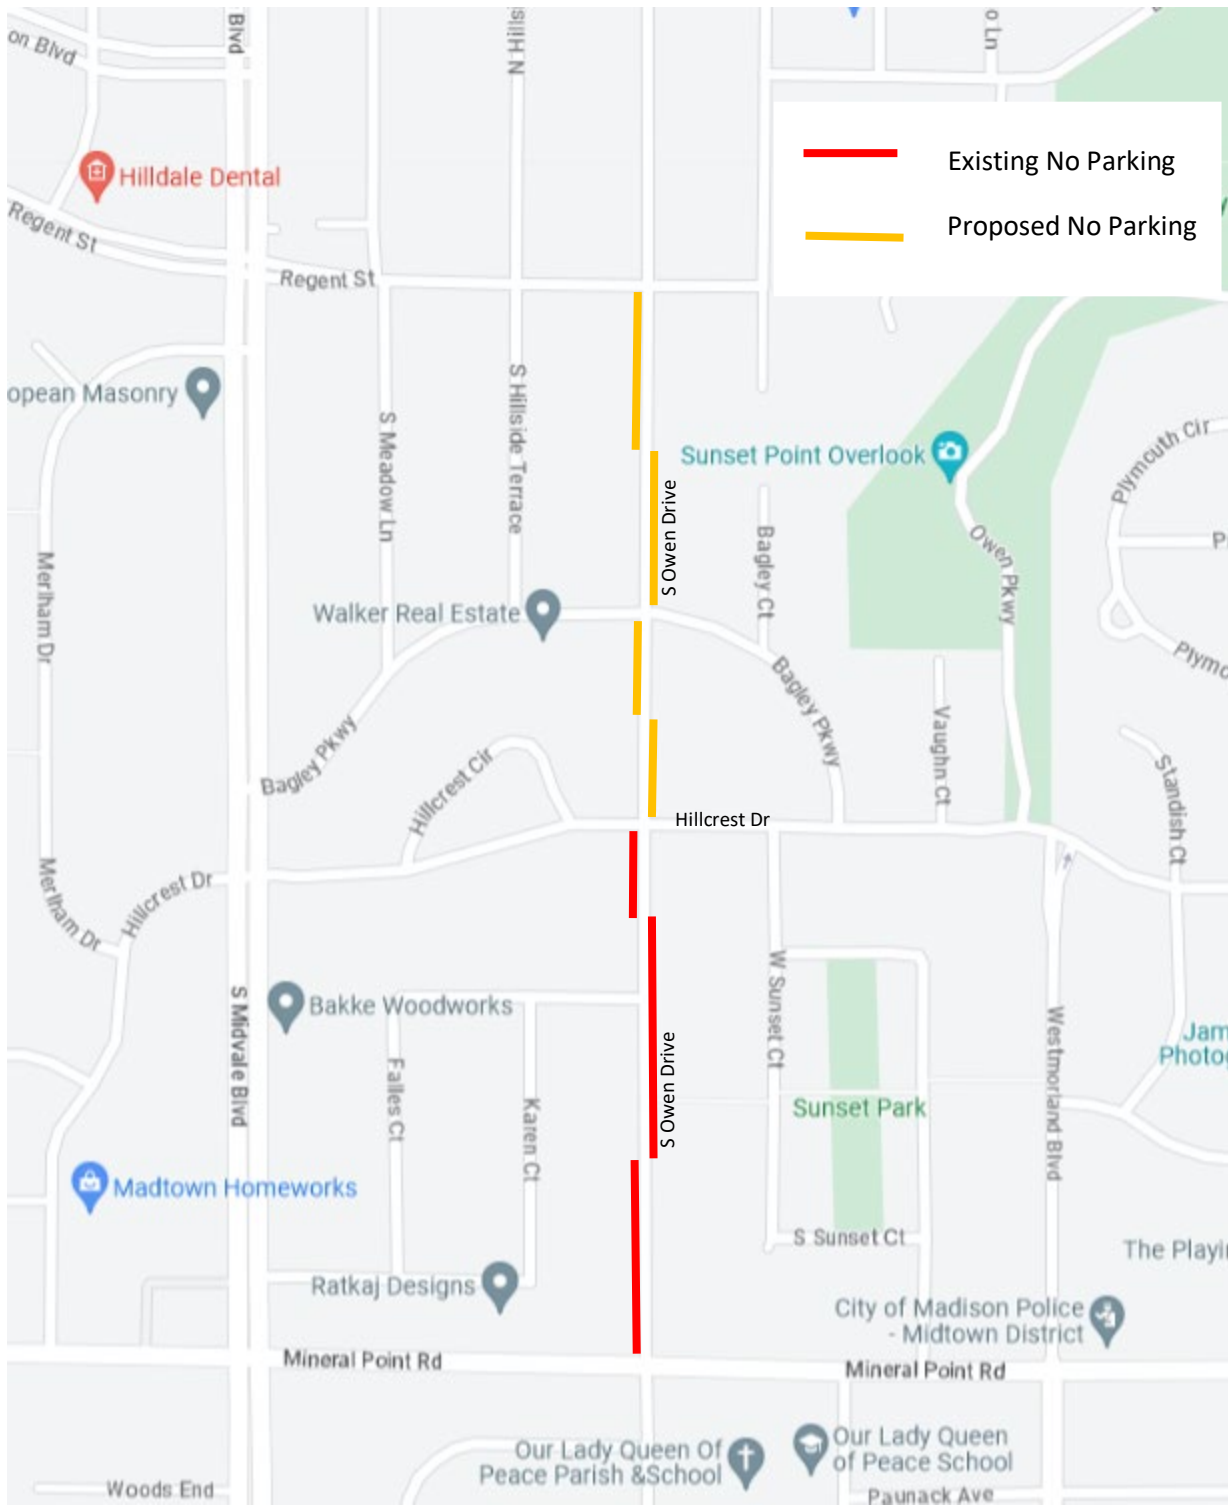 Blvd
on Blvd
N Hills
o Ln
Existing No Parking
Proposed No Parking
Hilldale Dental
Regent St
Regent St
opean Masonry
S Meadow Ln
S Hillside Terrace
Sunset Point Overlook
S Owen Drive
Plymouth Cir
Bagley Ct
Owen Pkwy
Merlham Dr
Walker Real Estate
Plymo
Bagley Pkwy
Bagley Pkwy
Vaughn Ct
Hillcrest Cir
Standish Ct
Hillcrest Dr
Merlham Dr
Hillcrest Dr
S Midvale Blvd
Bakke Woodworks
W Sunset Ct
Westmorland Blvd
Jam
Photog
Falles Ct
Karen Ct
S Owen Drive
Sunset Park
Madtown Homeworks
S Sunset Ct
The Playi
Ratkaj Designs
City of Madison Police
- Midtown District
Mineral Point Rd
Mineral Point Rd
Our Lady Queen Of
Peace Parish &School
Our Lady Queen
of Peace School
Woods End
Paunack Ave